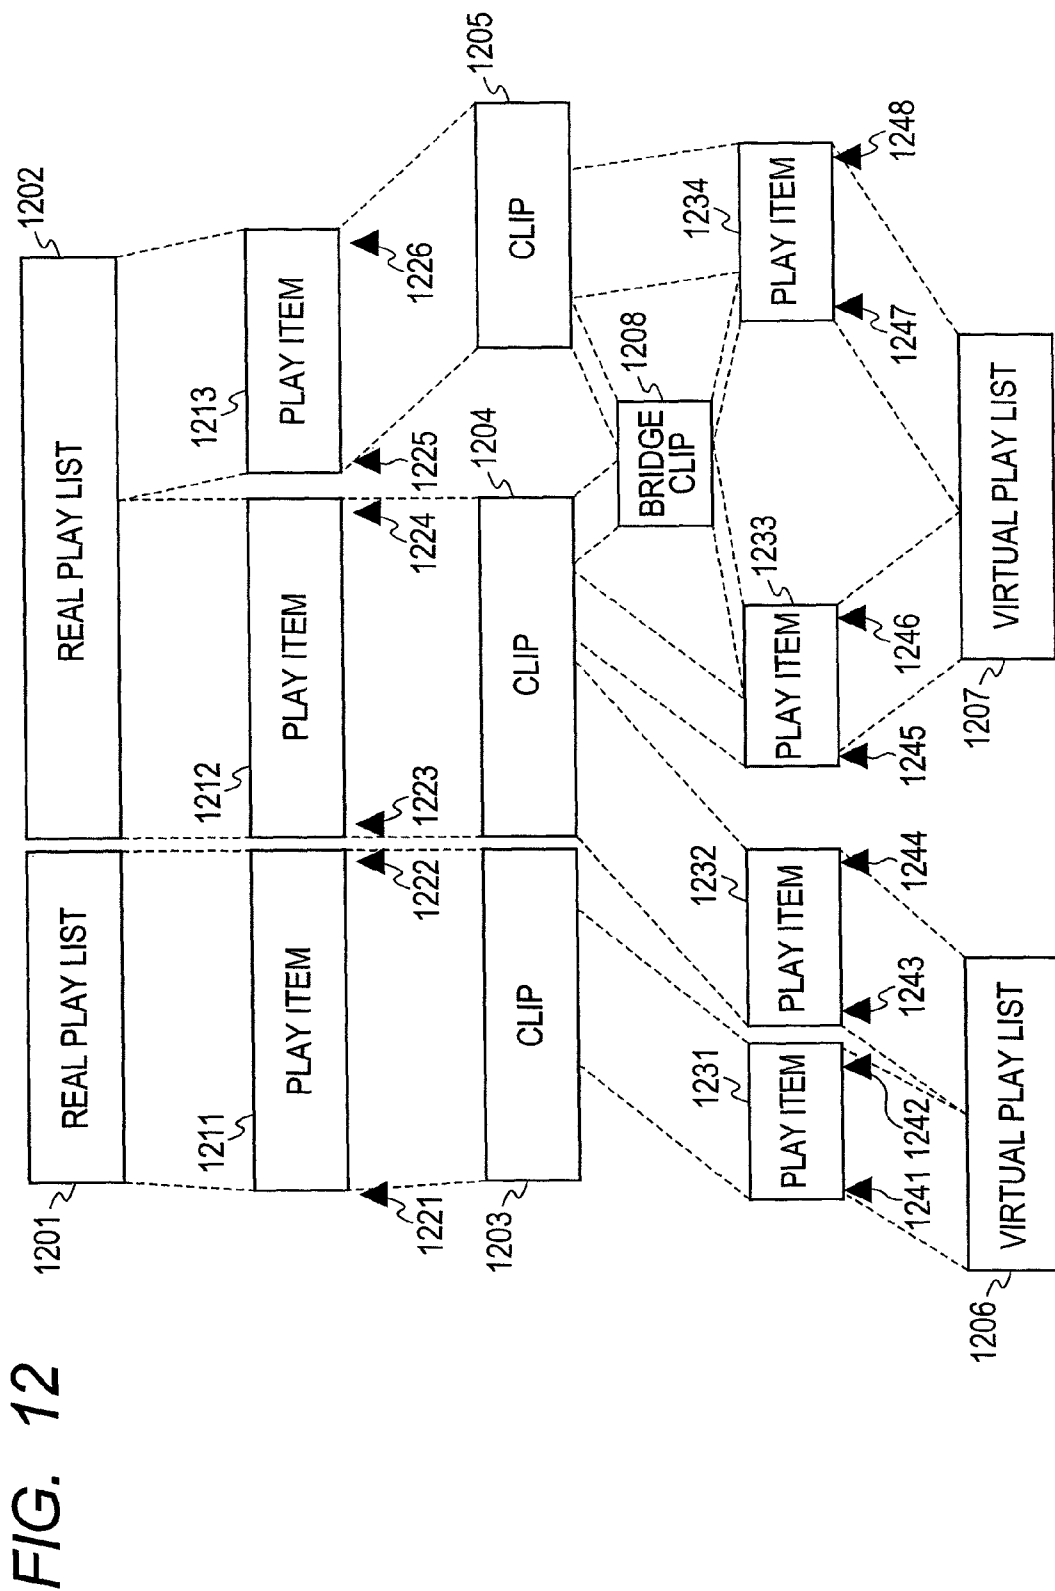 FIG. 12
1201
REAL PLAY LIST
REAL PLAY LIST
1202
1211
PLAY ITEM
1212
PLAY ITEM
1213
PLAY ITEM
1221
1222
1223
1224
1225
1226
1203
CLIP
CLIP
1204
CLIP
1205
BRIDGE
CLIP
1208
1231
PLAY ITEM
1232
PLAY ITEM
PLAY ITEM
1233
1234
PLAY ITEM
1241
1242
1243
1244
1245
1246
1247
1248
1206
VIRTUAL PLAY LIST
1207
VIRTUAL PLAY LIST